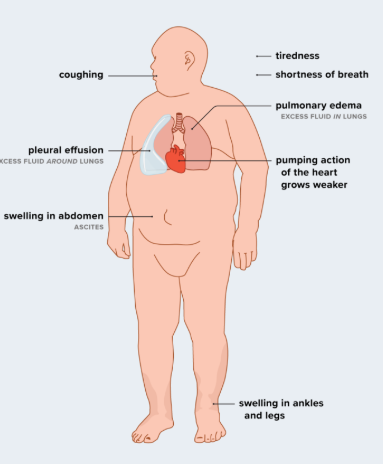 tiredness
coughing
shortness of breath
pulmonary edema
EXCESS FLUID IN LUNGS
pleural effusion
XCESS FLUID AROUND LUNGS
pumping action
of the heart
grows weaker
swelling in abdomen
ASCITES
swelling in ankles
and legs